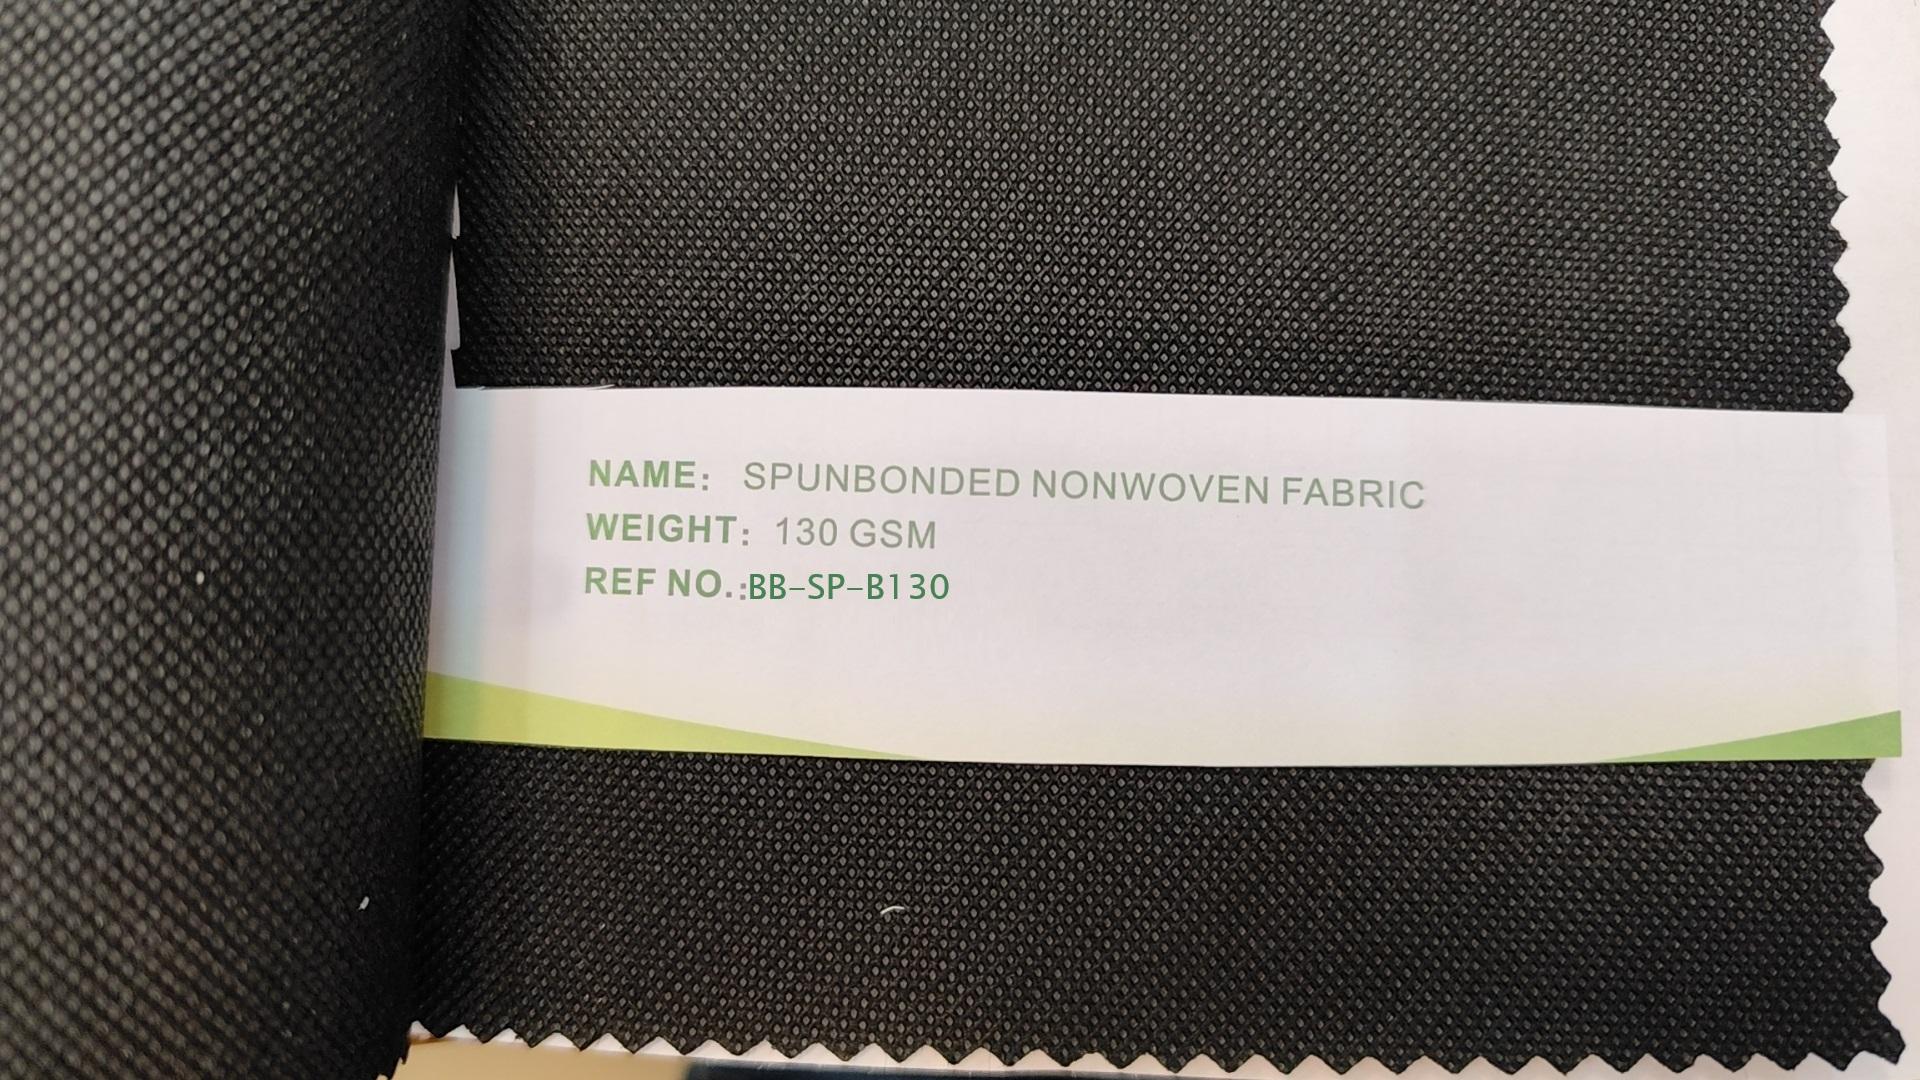 NAME： SPUNBONDED NONWOVEN FABRIC
WEIGHT： 130 GSM
REF NO.:BB-SP-B130